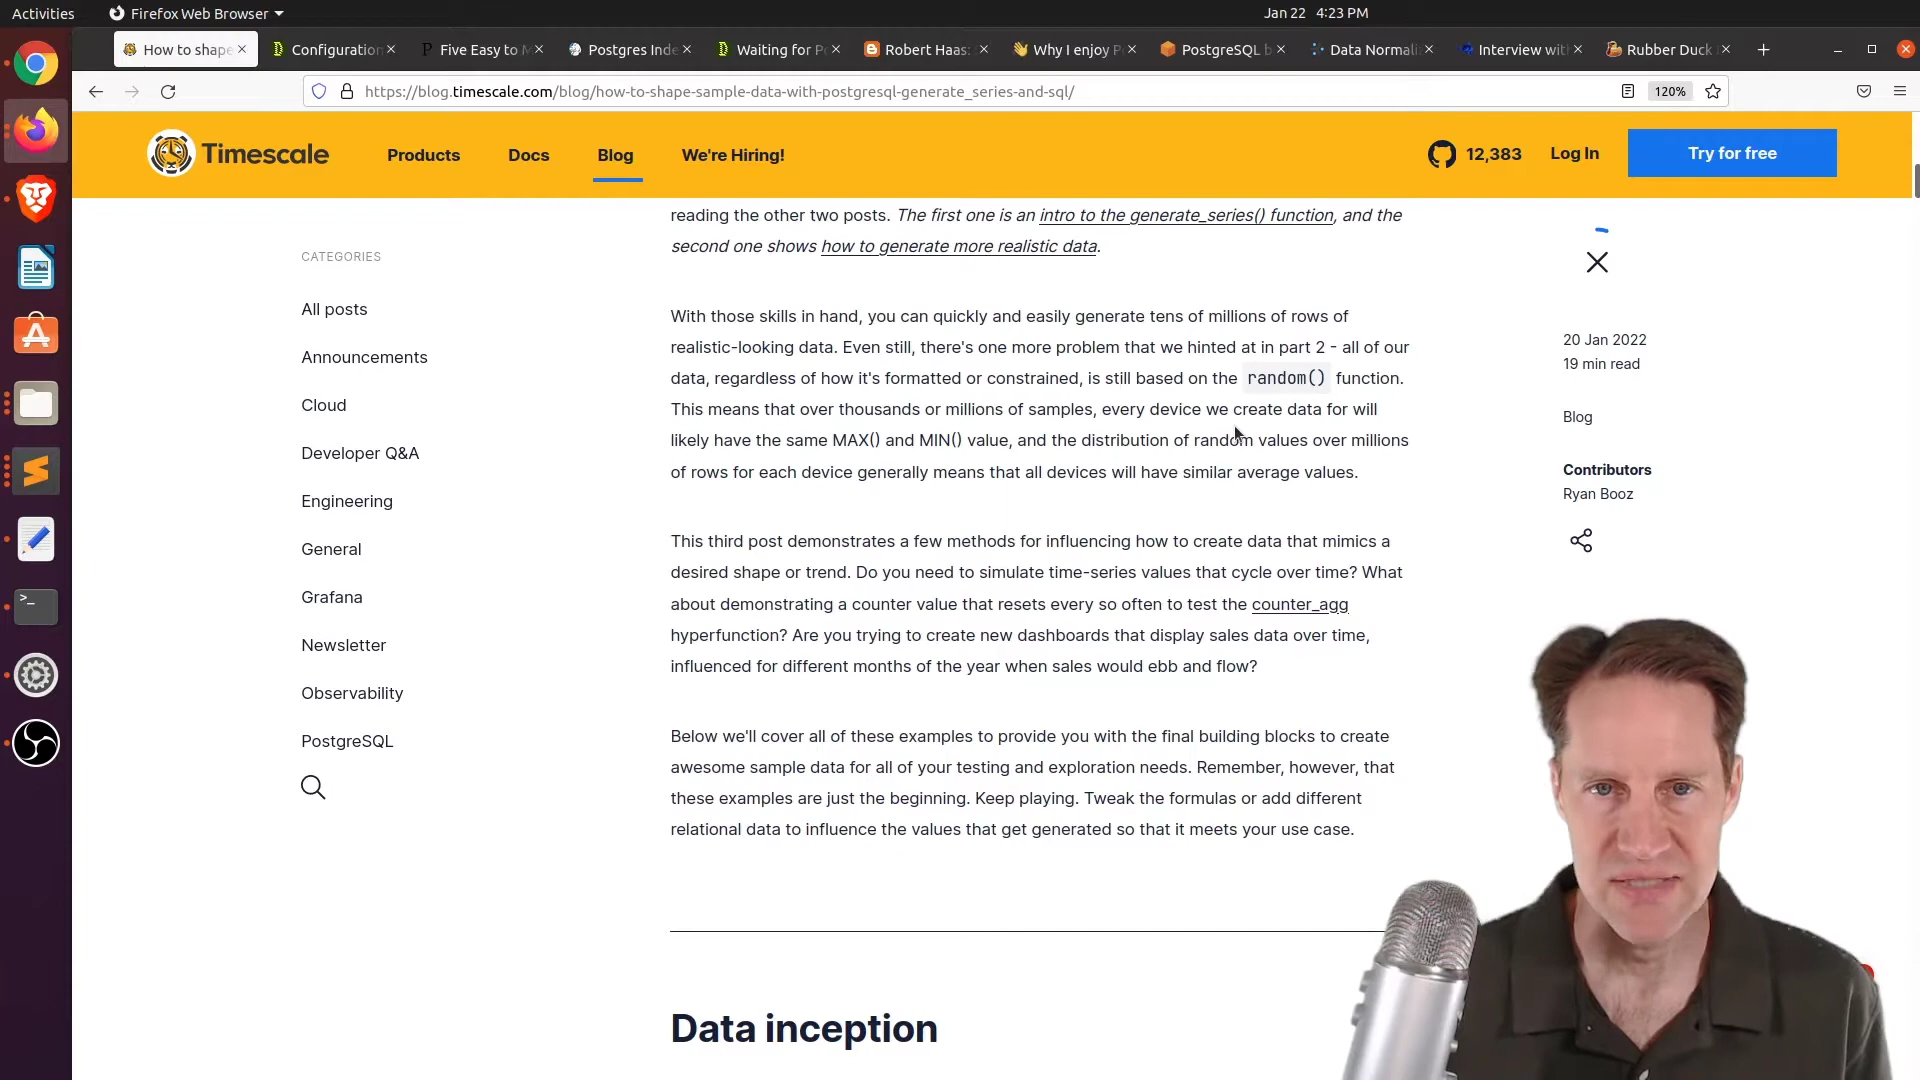 Activities
Firefox Web Browser
Jan 22 4:23 PM
How to shape
Configuration
Five Easy to M
Postgres Inde
Waiting for Po
Robert Haas:
Why I enjoy P
PostgreSQL b
Data Normali
Interview wit
Rubber Duck
https://blog.timescale.com/blog/how-to-shape-sample-data-with-postgresql-generate_series-and-sql/
120%
Timescale
Products
Docs
Blog
We're Hiring!
12,383
Log In
Try for free
CATEGORIES
All posts
Announcements
Cloud
Developer Q&A
Engineering
General
Grafana
Newsletter
Observability
PostgreSQL
reading the other two posts. The first one is an intro to the generate_series() function, and the
second one shows how to generate more realistic data.
With those skills in hand, you can quickly and easily generate tens of millions of rows of
realistic-looking data. Even still, there's one more problem that we hinted at in part 2 - all of our
data, regardless of how it's formatted or constrained, is still based on the random() function.
This means that over thousands or millions of samples, every device we create data for will
likely have the same MAX() and MIN() value, and the distribution of random values over millions
of rows for each device generally means that all devices will have similar average values.
This third post demonstrates a few methods for influencing how to create data that mimics a
desired shape or trend. Do you need to simulate time-series values that cycle over time? What
about demonstrating a counter value that resets every so often to test the counter_agg
hyperfunction? Are you trying to create new dashboards that display sales data over time,
influenced for different months of the year when sales would ebb and flow?
Below we'll cover all of these examples to provide you with the final building blocks to create
awesome sample data for all of your testing and exploration needs. Remember, however, that
these examples are just the beginning. Keep playing. Tweak the formulas or add different
relational data to influence the values that get generated so that it meets your use case.
Data inception
20 Jan 2022
19 min read
Blog
Contributors
Ryan Booz